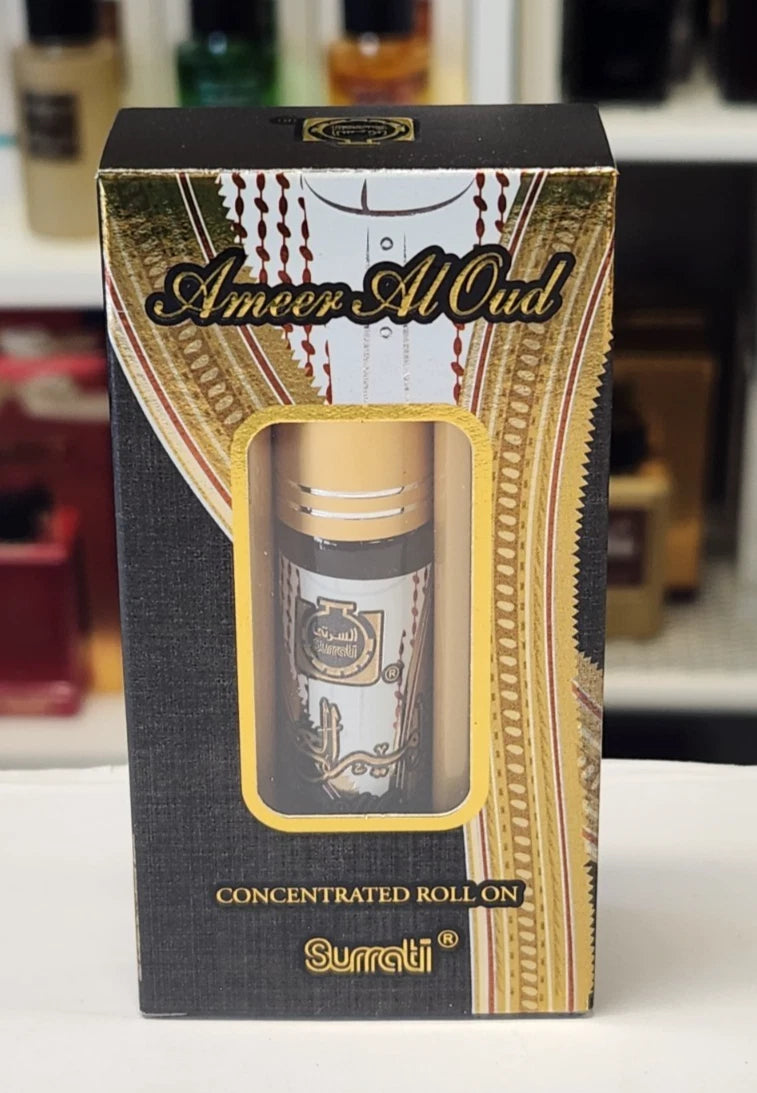 Ameer Al Oud
السرتي
Surrati
®
CONCENTRATED ROLL ON
Surrati ®